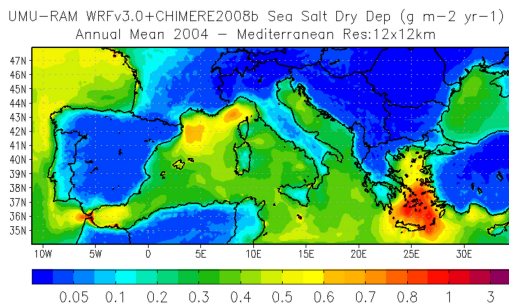 UMU-RAM WRFv3.0+CHIMERE2008b Sea Salt Dry Dep (g m-2 yr-1)
Annual Mean 2004 - Mediterranean Res:12x12km
47N
46N
45N
44N
43N
42N
41N
40N
39N
38N
37N
36N
35N
10W 5W 0 5E 10E 15E 20E 25E 30E
0.05 0.1 0.2 0.3 0.4 0.5 0.6 0.7 0.8 1 3